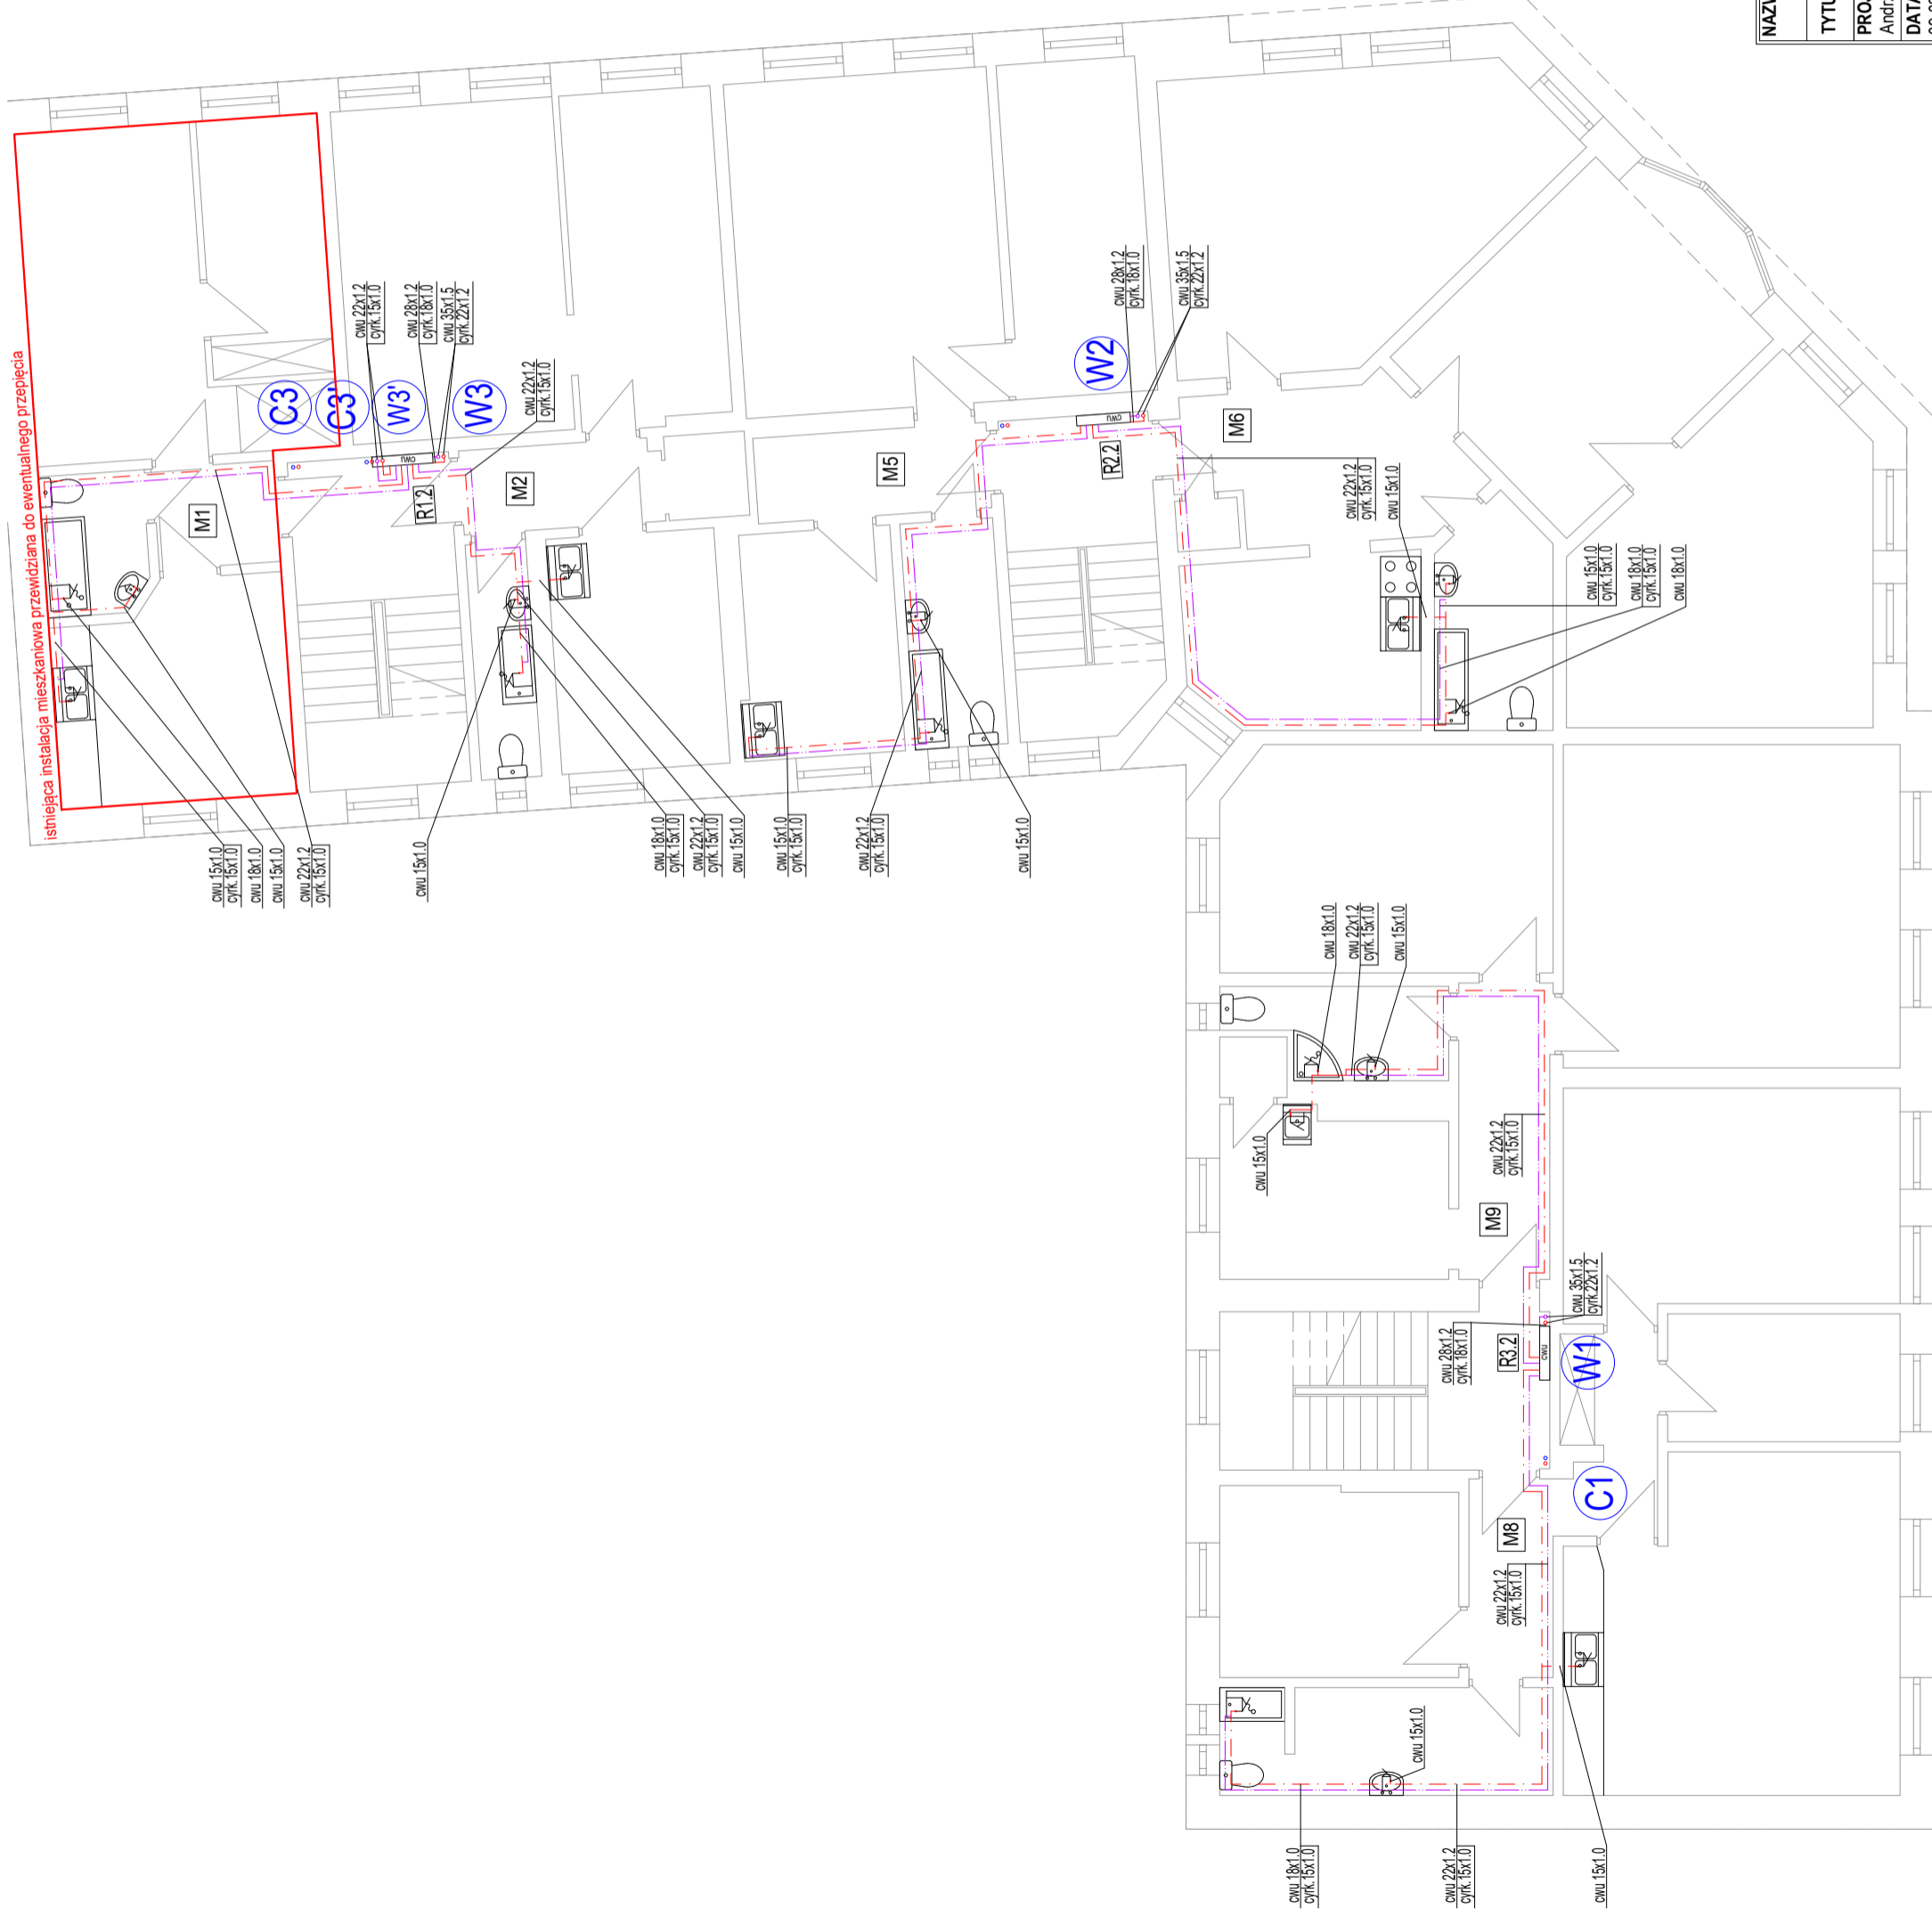 istniejąca instalacja mieszkaniowa przewidziana do ewentualnego przepięcia
C3
C3'
W3'
W3
cwu 22x1.2
cyrk.15x1.0
cwu 28x1.2
cyrk.18x1.0
cwu 35x1.5
cyrk.22x1.2
cwu 22x1.2
cyrk.15x1.0
M1
R1.2
cwu
M2
cwu 15x1.0
cyrk.15x1.0
cwu 18x1.0
cwu 15x1.0
cwu 22x1.2
cyrk.15x1.0
cwu 15x1.0
cwu 18x1.0
cyrk.15x1.0
cwu 22x1.2
cyrk.15x1.0
cwu 15x1.0
cwu 15x1.0
cyrk.15x1.0
cwu 22x1.2
cyrk.15x1.0
cwu 15x1.0
M5
W2
R2.2
cwu
M6
cwu 28x1.2
cyrk.18x1.0
cwu 35x1.5
cyrk.22x1.2
cwu 22x1.2
cyrk.15x1.0
cwu 15x1.0
cwu 15x1.0
cyrk.15x1.0
cwu 18x1.0
cyrk.15x1.0
cwu 18x1.0
cwu 18x1.0
cwu 22x1.2
cyrk.15x1.0
cwu 15x1.0
cwu 15x1.0
cwu 22x1.2
cyrk.15x1.0
M9
cwu 35x1.5
cyrk.22x1.2
cwu 28x1.2
cyrk.18x1.0
R3.2
cwu
W1
C1
M8
cwu 22x1.2
cyrk.15x1.0
cwu 15x1.0
cwu 18x1.0
cyrk.15x1.0
cwu 22x1.2
cyrk.15x1.0
cwu 15x1.0
NAZW
TYTU
PROJ
Andr
DATA